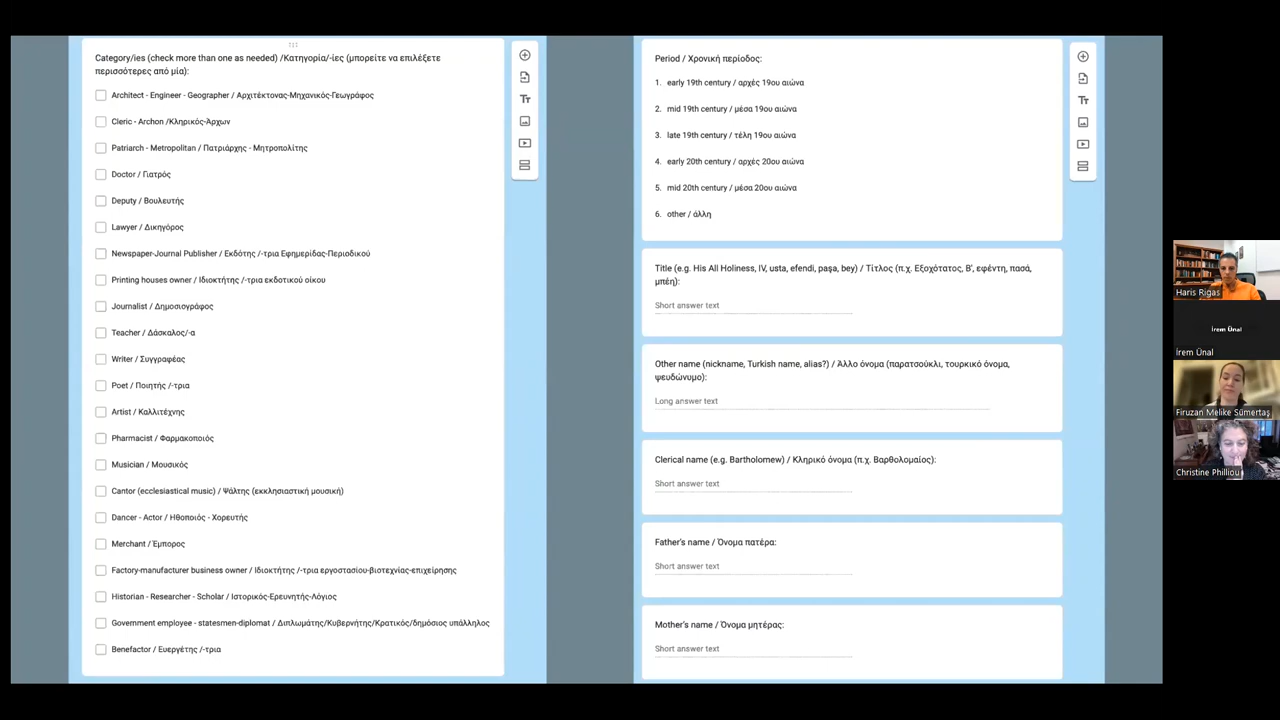 Category/ies (check more than one as needed) /Κατηγορία/-ίες (μπορείτε να επιλέξετε
περισσότερες από μία):
Architect - Engineer - Geographer / Αρχιτέκτονας-Μηχανικός-Γεωγράφος
Cleric - Archon /Κληρικός-Άρχων
Patriarch - Metropolitan / Πατριάρχης - Μητροπολίτης
Doctor / Γιατρός
Deputy / Βουλευτής
Lawyer / Δικηγόρος
Newspaper-Journal Publisher / Εκδότης /-τρια Εφημερίδας-Περιοδικού
Printing houses owner / Ιδιοκτήτης /-τρια εκδοτικού οίκου
Journalist / Δημοσιογράφος
Teacher / Δάσκαλος/-α
Writer / Συγγραφέας
Poet / Ποιητής /-τρια
Artist / Καλλιτέχνης
Pharmacist / Φαρμακοποιός
Musician / Μουσικός
Cantor (ecclesiastical music) / Ψάλτης (εκκλησιαστική μουσική)
Dancer - Actor / Ηθοποιός - Χορευτής
Merchant / Έμπορος
Factory-manufacturer business owner / Ιδιοκτήτης /-τρια εργοστασίου-βιοτεχνίας-επιχείρησης
Historian - Researcher - Scholar / Ιστορικός-Ερευνητής-Λόγιος
Government employee - statesmen-diplomat / Διπλωμάτης/Κυβερνήτης/Κρατικός/δημόσιος υπάλληλος
Benefactor / Ευεργέτης /-τρια
Tт
Period / Χρονική περίοδος:
1. early 19th century / αρχές 19ου αιώνα
2. mid 19th century / μέσα 19ου αιώνα
3. late 19th century / τέλη 19ου αιώνα
4. early 20th century / αρχές 20ου αιώνα
5. mid 20th century / μέσα 20ου αιώνα
6. other / άλλη
Title (e.g. His All Holiness, IV, usta, efendi, paşa, bey) / Τίτλος (π.χ. Εξοχότατος, Β', εφέντη, πασά,
μπέη):
Short answer text
Other name (nickname, Turkish name, alias?) / Άλλο όνομα (παρατσούκλι, τουρκικό όνομα,
ψευδώνυμο):
Long answer text
Clerical name (e.g. Bartholomew) / Κληρικό όνομα (π.χ. Βαρθολομαίος):
Short answer text
Father's name / Όνομα πατέρα:
Short answer text
Mother's name / Όνομα μητέρας:
Short answer text
Tт
Haris Rigas
İrem Ünal
İrem Ünal
Firuzan Melike Sümertaş
Christine Philliou